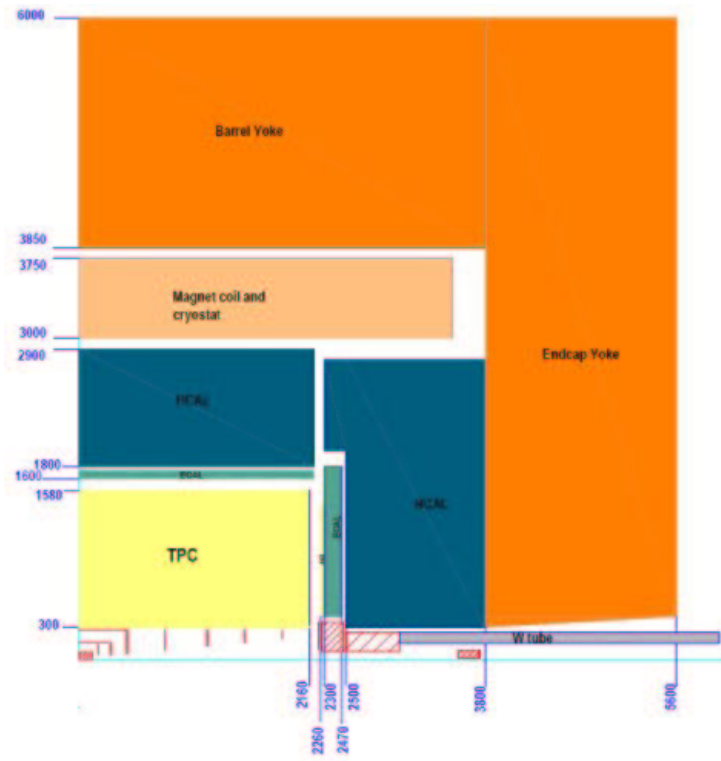 6000
Barrel Yoke
3850
3750
Magnet coil and
cryostat
3000
2900
Endcap Yoke
HCAL
1800
1600
ECAL
1580
ECAL
HCAL
TPC
300
W tube
2160
2260
2300
2470
2500
3800
5600